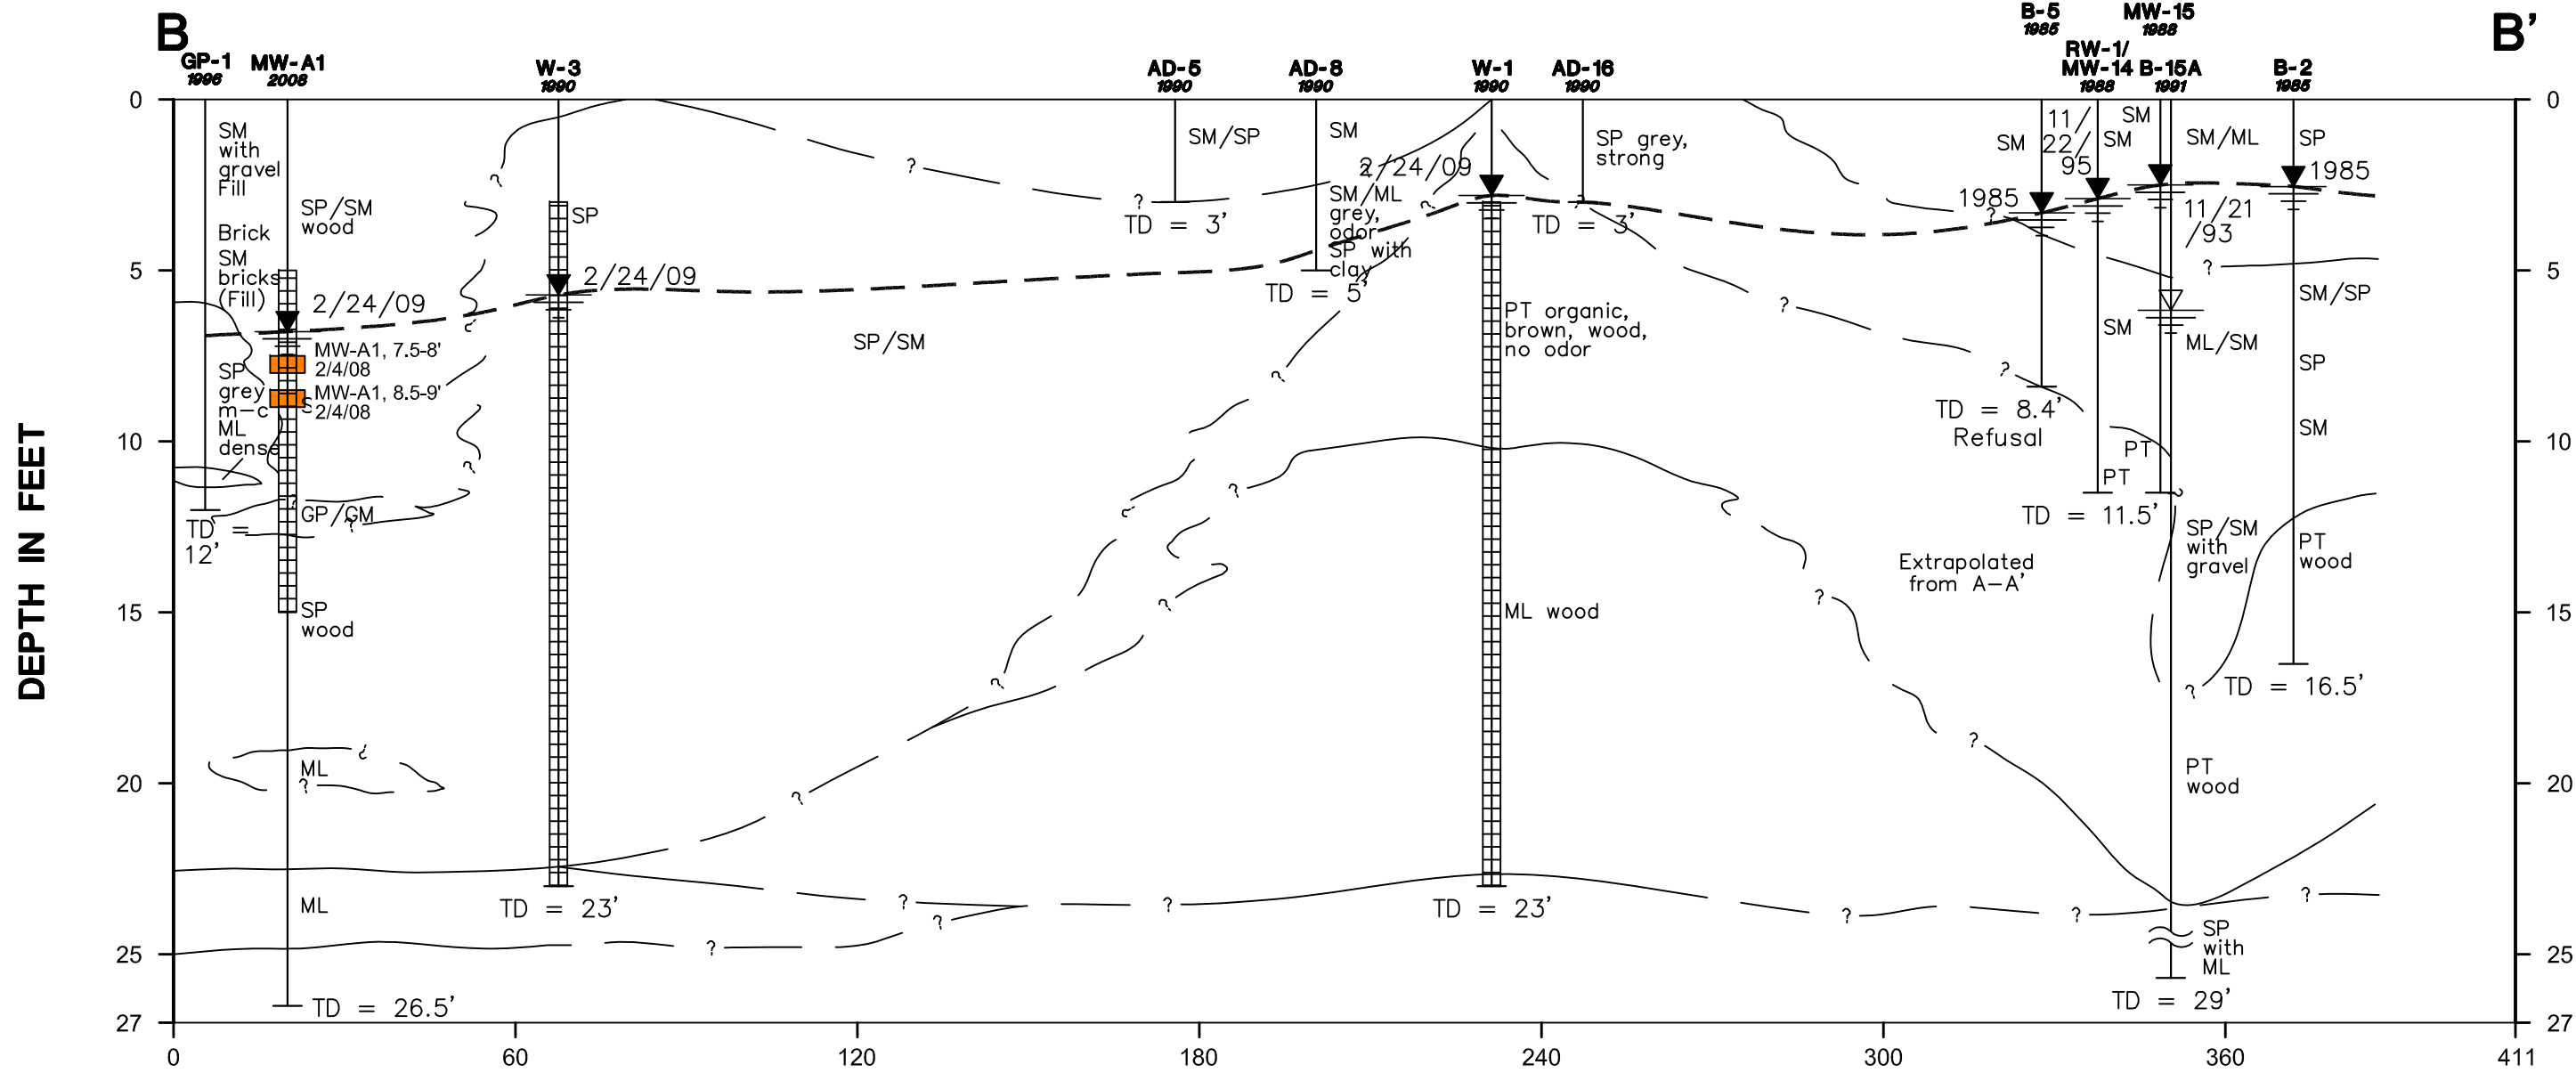 B
B'
B-5
1985
MW-15
1988
GP-1
1996
MW-A1
2008
W-3
1990
AD-5
1990
AD-8
1990
W-1
1990
AD-16
1990
RW-1/
MW-14
1988
B-15A
1991
B-2
1985
DEPTH IN FEET
0
5
10
15
20
25
27
SM
with
gravel
Fill
Brick
SM
bricks
(Fill)
SP
grey
m-c
ML
dense
TD =
12'
SP/SM
wood
2/24/09
MW-A1, 7.5-8'
2/4/08
MW-A1, 8.5-9'
2/4/08
S
GP/GM
SP
wood
ML
ML
TD = 26.5'
SP
2/24/09
TD = 23'
SP/SM
SM/SP
TD = 3'
SM
SM/ML
grey,
odor
SP with
clay
TD = 5'
2/24/09
PT organic,
brown, wood,
no odor
ML wood
TD = 23'
SP grey,
strong
TD = 3'
Extrapolated
from A-A'
SM
1985
TD = 8.4'
Refusal
11/
22/
95
SM
SM
PT
TD = 11.5'
SM
PT
SM/ML
11/21
/93
ML/SM
SP/SM
with
gravel
PT
wood
SP
with
ML
TD = 29'
SP
1985
SM/SP
SP
SM
PT
wood
TD = 16.5'
0
5
10
15
20
25
27
? ? ? ? ? ? ? ? ? ? ? ? ? ? ? ? ? ? ? ? ? ? ? ? ? ? ? ? ? ?
0
60
120
180
240
300
360
411